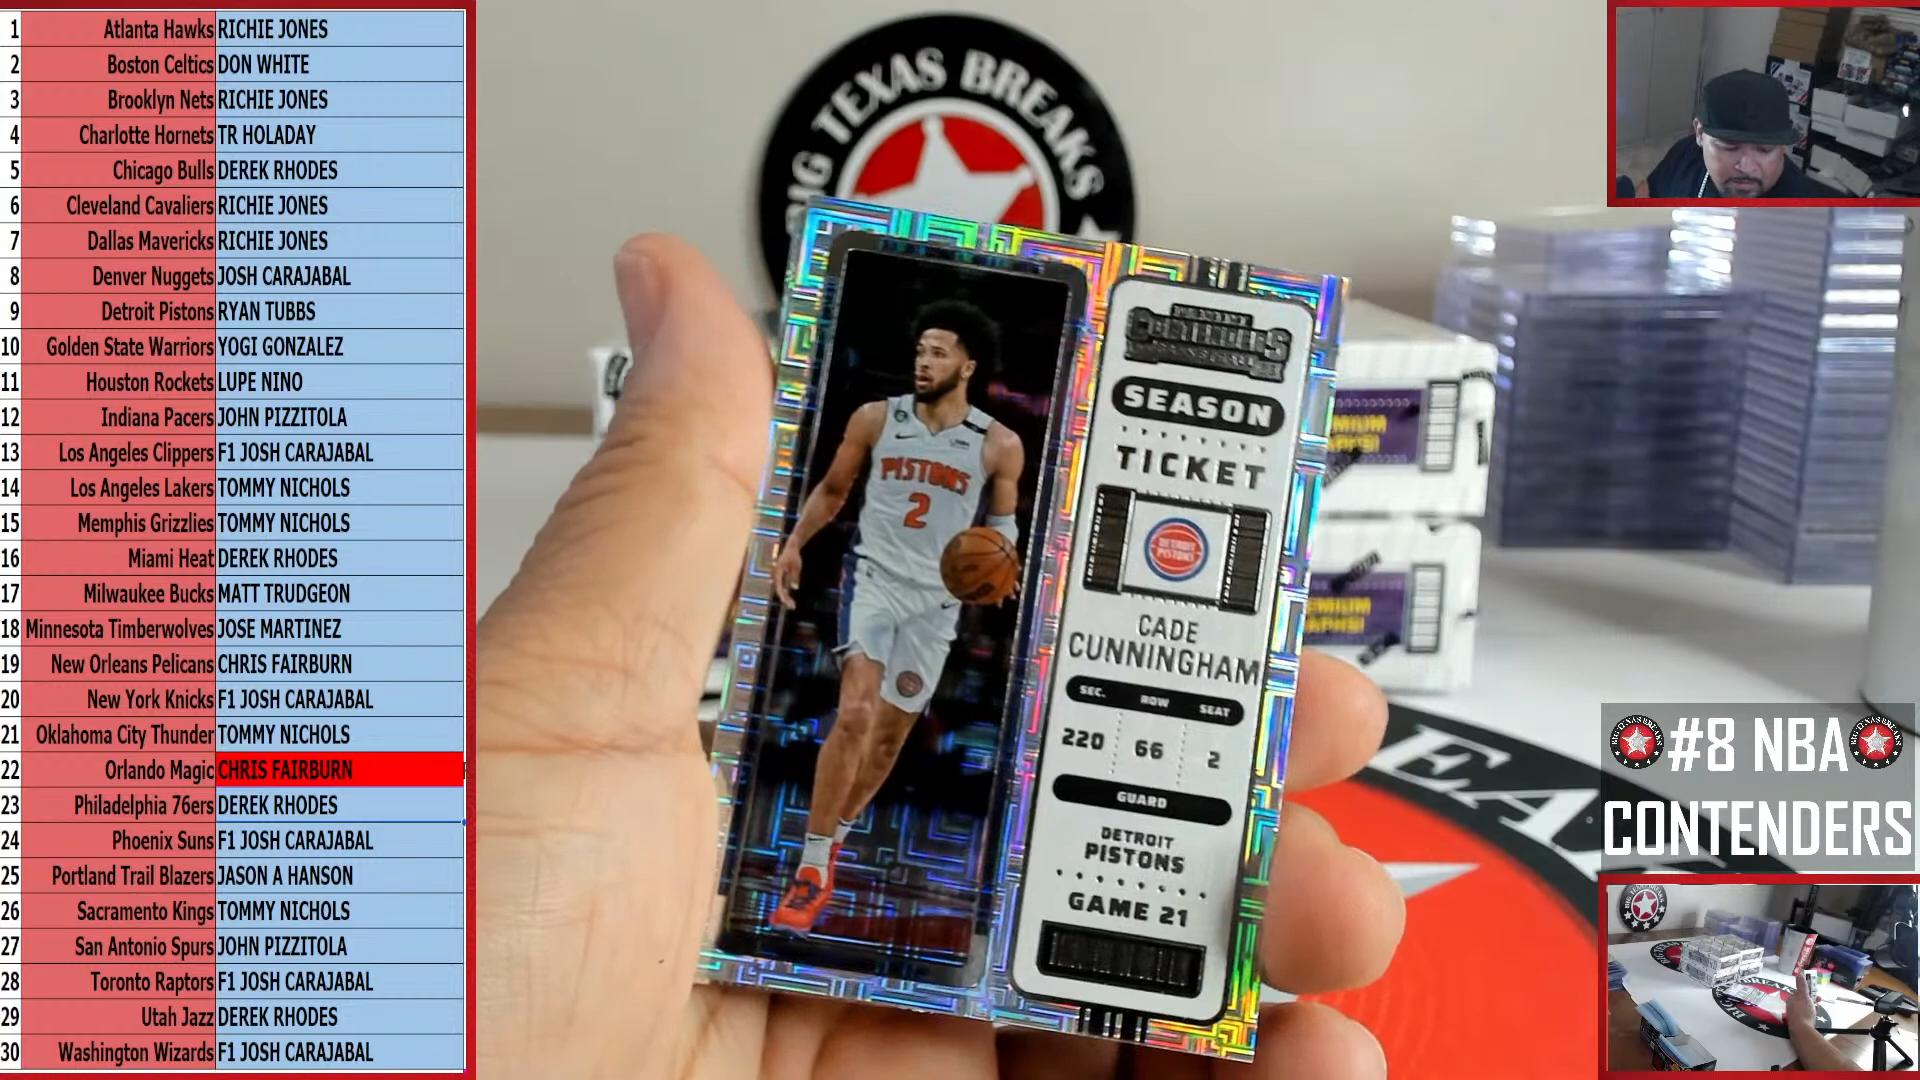 1 Atlanta Hawks RICHIE JONES
2 Boston Celtics DON WHITE
3 Brooklyn Nets RICHIE JONES
4 Charlotte Hornets TR HOLADAY
5 Chicago Bulls DEREK RHODES
6 Cleveland Cavaliers RICHIE JONES
7 Dallas Mavericks RICHIE JONES
8 Denver Nuggets JOSH CARAJABAL
9 Detroit Pistons RYAN TUBBS
10 Golden State Warriors YOGI GONZALEZ
11 Houston Rockets LUPE NINO
12 Indiana Pacers JOHN PIZZITOLA
13 Los Angeles Clippers F1 JOSH CARAJABAL
14 Los Angeles Lakers TOMMY NICHOLS
15 Memphis Grizzlies TOMMY NICHOLS
16 Miami Heat DEREK RHODES
17 Milwaukee Bucks MATT TRUDGEON
18 Minnesota Timberwolves JOSE MARTINEZ
19 New Orleans Pelicans CHRIS FAIRBURN
20 New York Knicks F1 JOSH CARAJABAL
21 Oklahoma City Thunder TOMMY NICHOLS
22 Orlando Magic CHRIS FAIRBURN
23 Philadelphia 76ers DEREK RHODES
24 Phoenix Suns F1 JOSH CARAJABAL
25 Portland Trail Blazers JASON A HANSON
26 Sacramento Kings TOMMY NICHOLS
27 San Antonio Spurs JOHN PIZZITOLA
28 Toronto Raptors F1 JOSH CARAJABAL
29 Utah Jazz DEREK RHODES
30 Washington Wizards F1 JOSH CARAJABAL
BIG TEXAS BREAKS
PISTONS
2
CONTENDERS
SEASON
TICKET
DETROIT
PISTONS
CADE
CUNNINGHAM
SEC. ROW SEAT
220 66 2
GUARD
DETROIT
PISTONS
GAME 21
#8 NBA
CONTENDERS